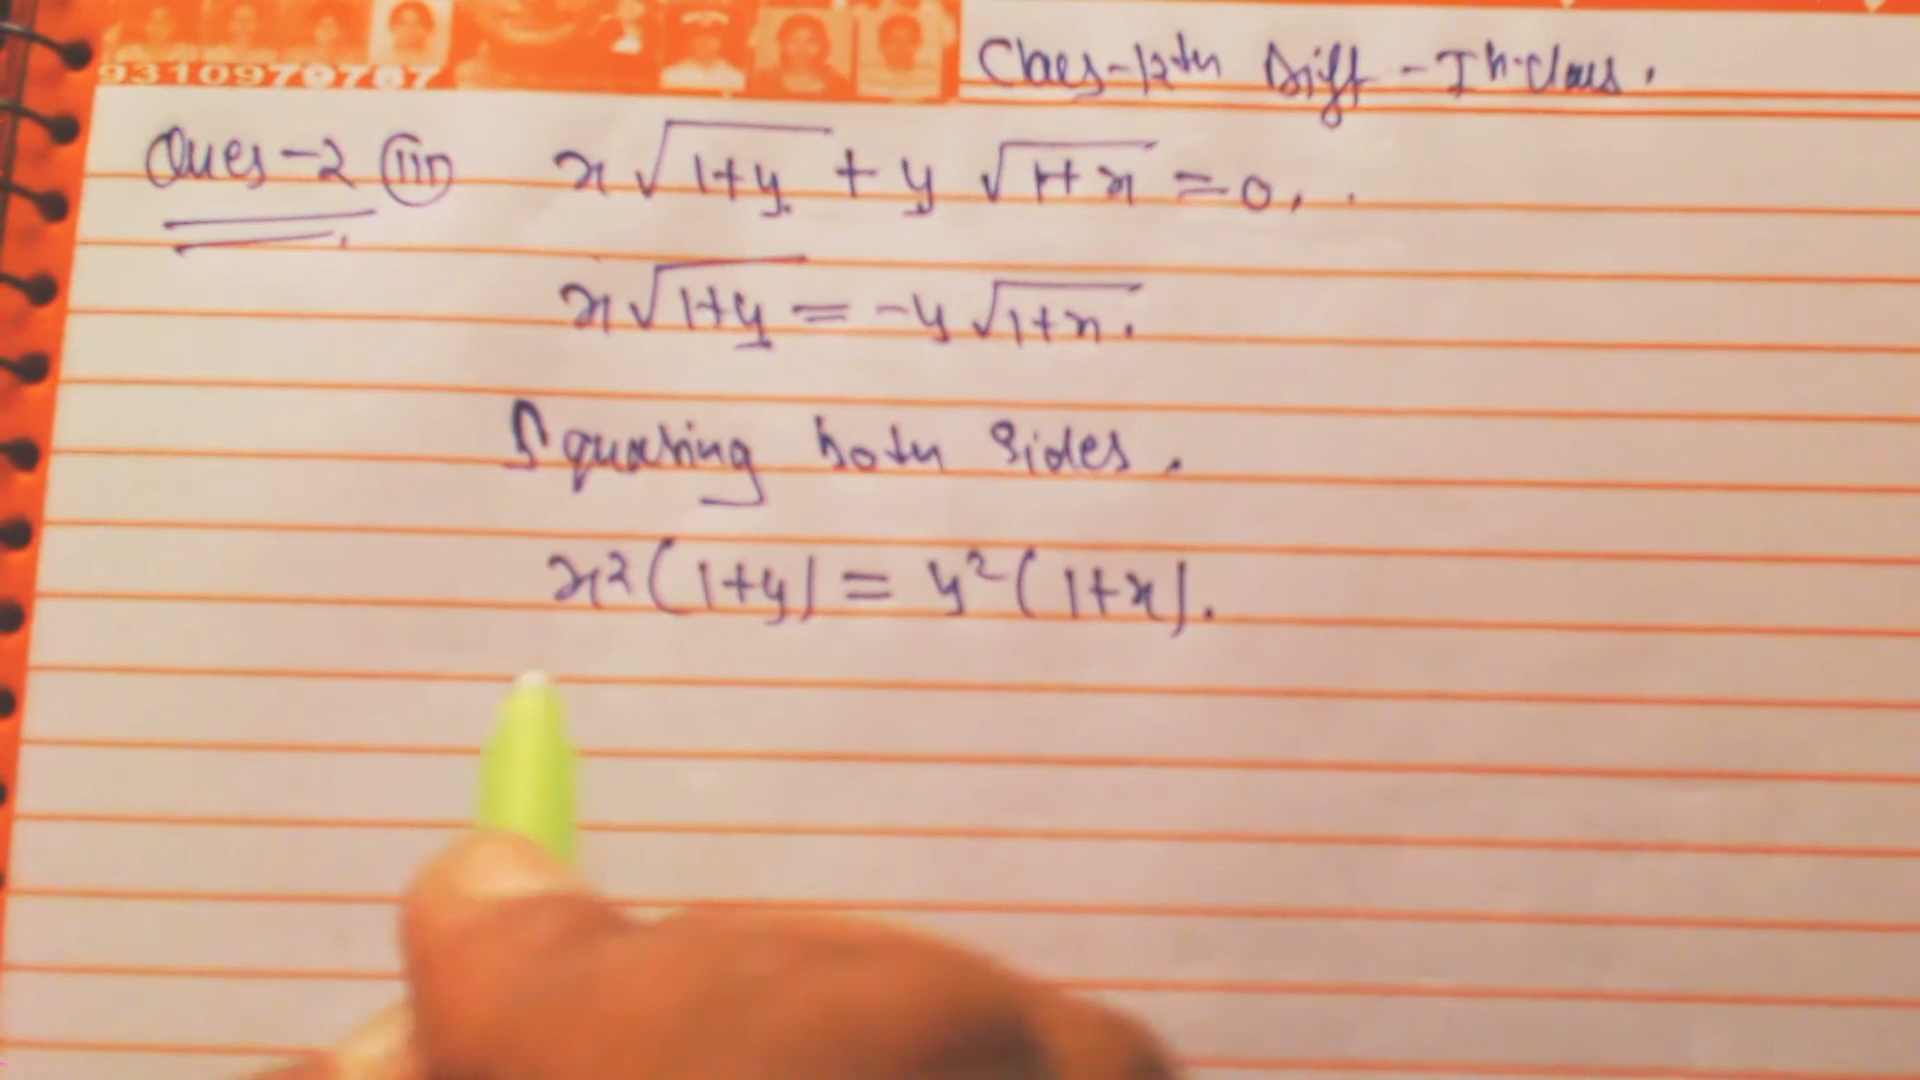 9310979787
Class-12th Diff - Ih.class.
Ques-2 (iii) x√1+y + y√1+x = 0.
x√1+y = -y√1+x.
Squaring both sides.
x²(1+y) = y²(1+x).